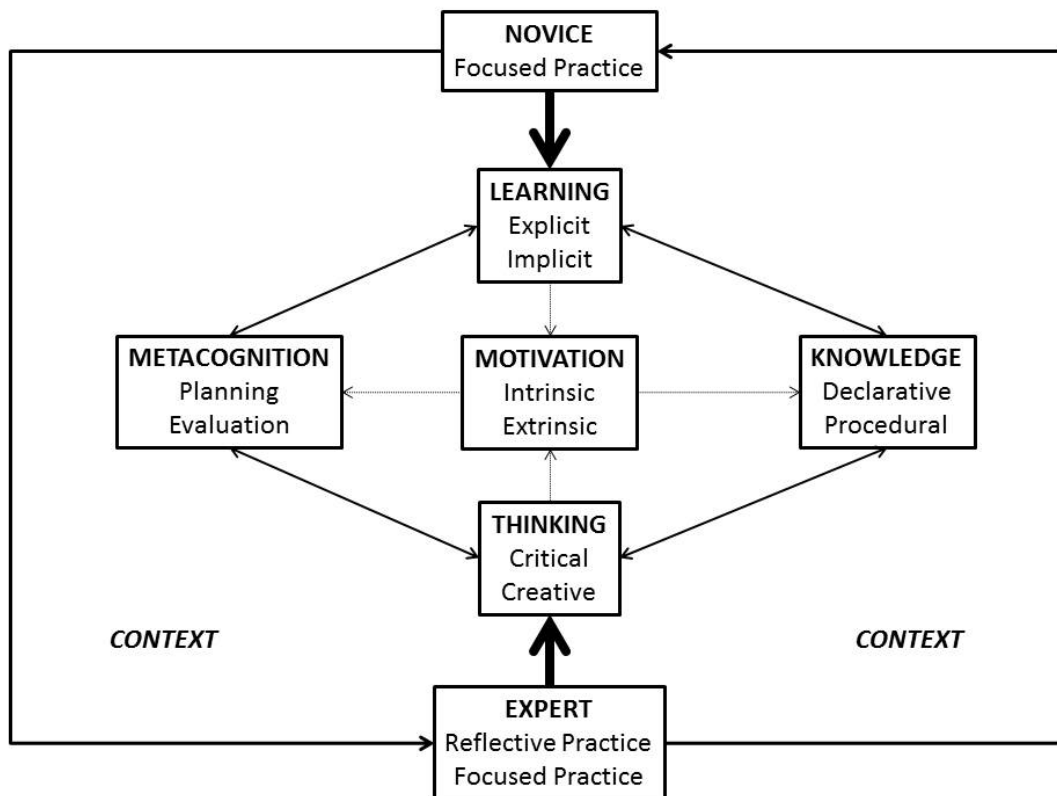 NOVICE
Focused Practice
LEARNING
Explicit
Implicit
METACOGNITION
Planning
Evaluation
MOTIVATION
Intrinsic
Extrinsic
KNOWLEDGE
Declarative
Procedural
THINKING
Critical
Creative
CONTEXT
CONTEXT
EXPERT
Reflective Practice
Focused Practice